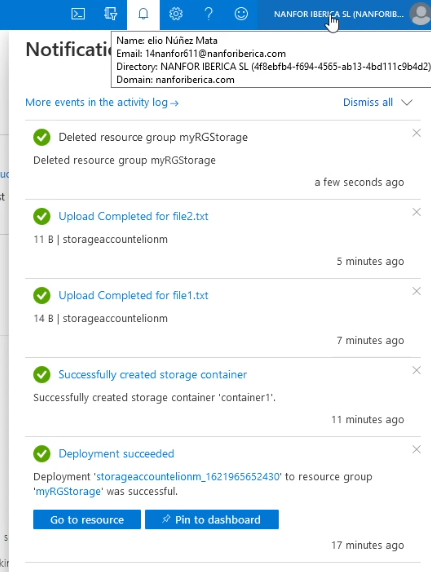 NANFOR IBERICA SL (NANFORIB...
Notificati
Name: elio Núñez Mata
Email: 14nanfor611@nanforiberica.com
Directory: NANFOR IBERICA SL (4f8ebfb4-f694-4565-ab13-4bd111c9b4d2)
Domain: nanforiberica.com
More events in the activity log →
Dismiss all
Deleted resource group myRGStorage
Deleted resource group myRGStorage
a few seconds ago
Upload Completed for file2.txt
11 B | storageaccountelionm
5 minutes ago
Upload Completed for file1.txt
14 B | storageaccountelionm
7 minutes ago
Successfully created storage container
Successfully created storage container 'container1'.
11 minutes ago
Deployment succeeded
Deployment 'storageaccountelionm_1621965652430' to resource group
'myRGStorage' was successful.
Go to resource
Pin to dashboard
17 minutes ago